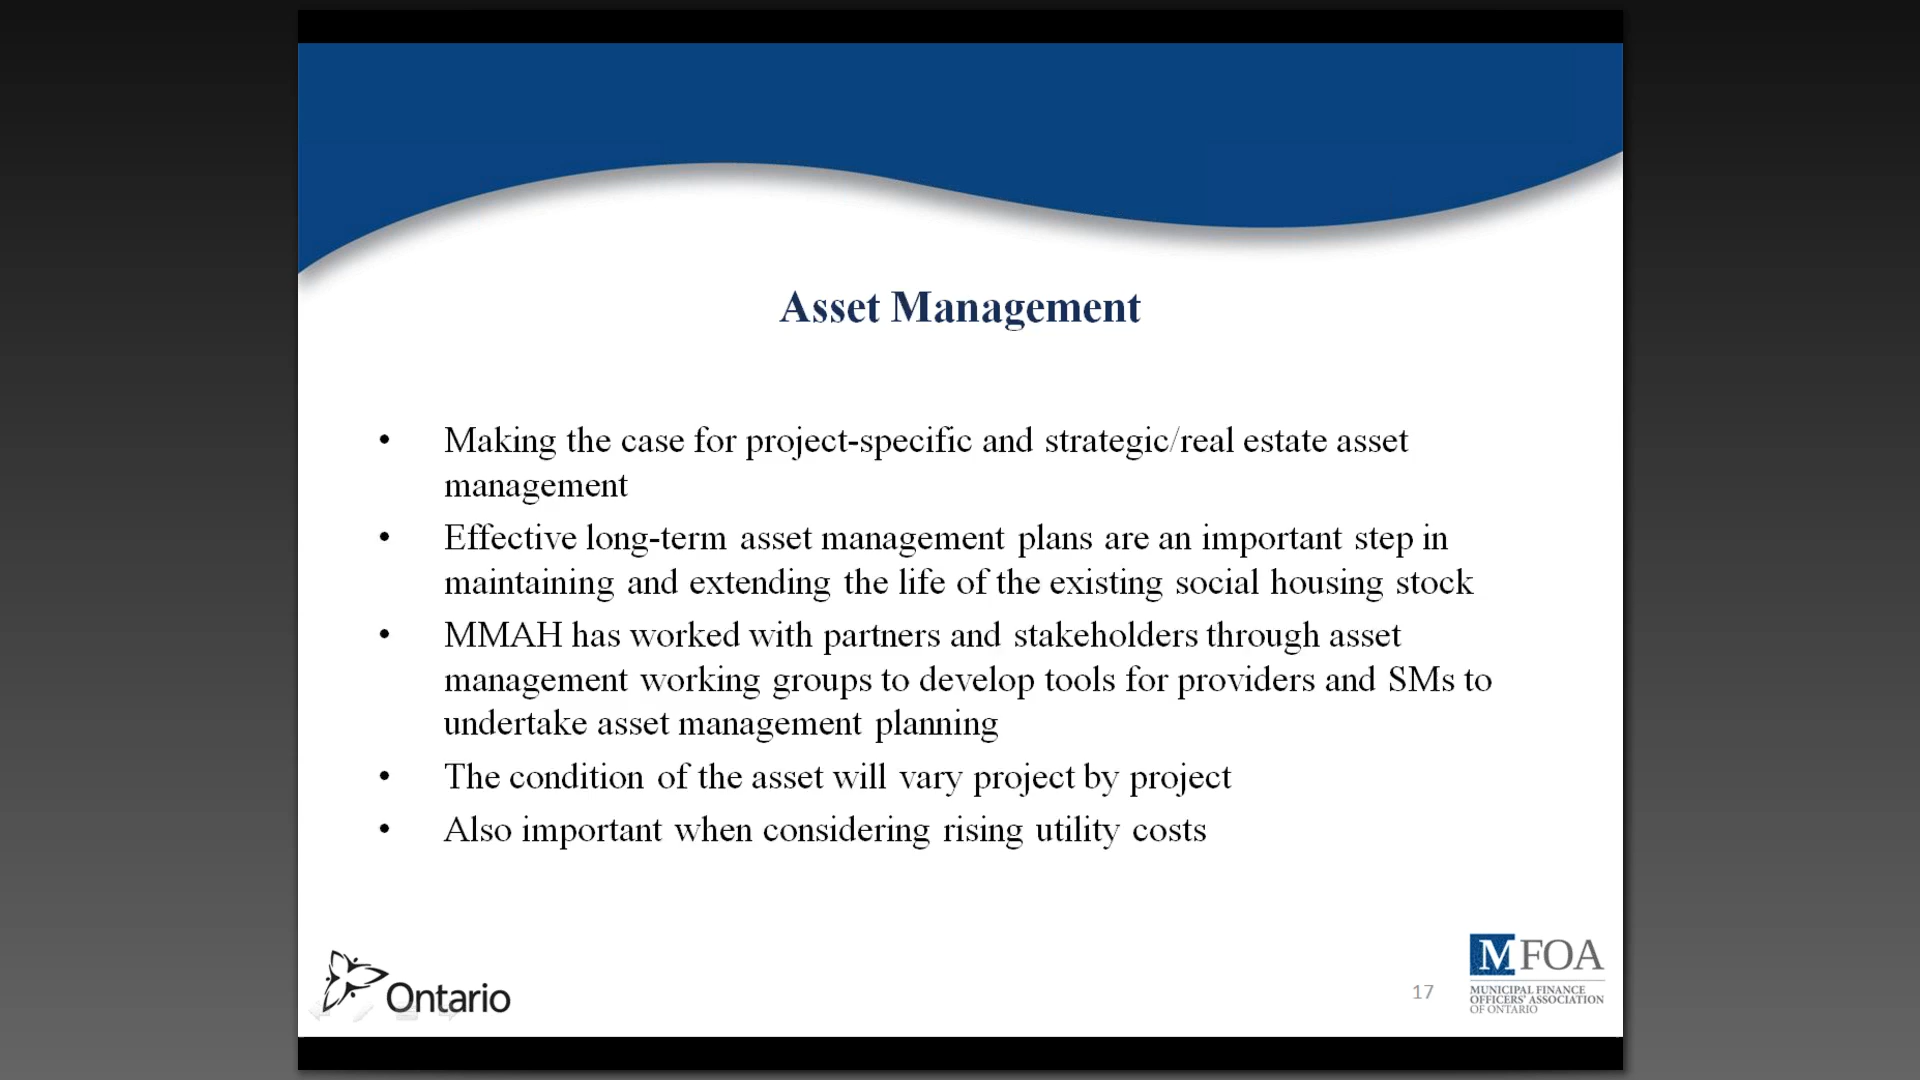 Asset Management
• Making the case for project-specific and strategic/real estate asset
management
• Effective long-term asset management plans are an important step in
maintaining and extending the life of the existing social housing stock
• MMAH has worked with partners and stakeholders through asset
management working groups to develop tools for providers and SMs to
undertake asset management planning
• The condition of the asset will vary project by project
• Also important when considering rising utility costs
Ontario
17
MFOA
MUNICIPAL FINANCE
OFFICERS' ASSOCIATION
OF ONTARIO